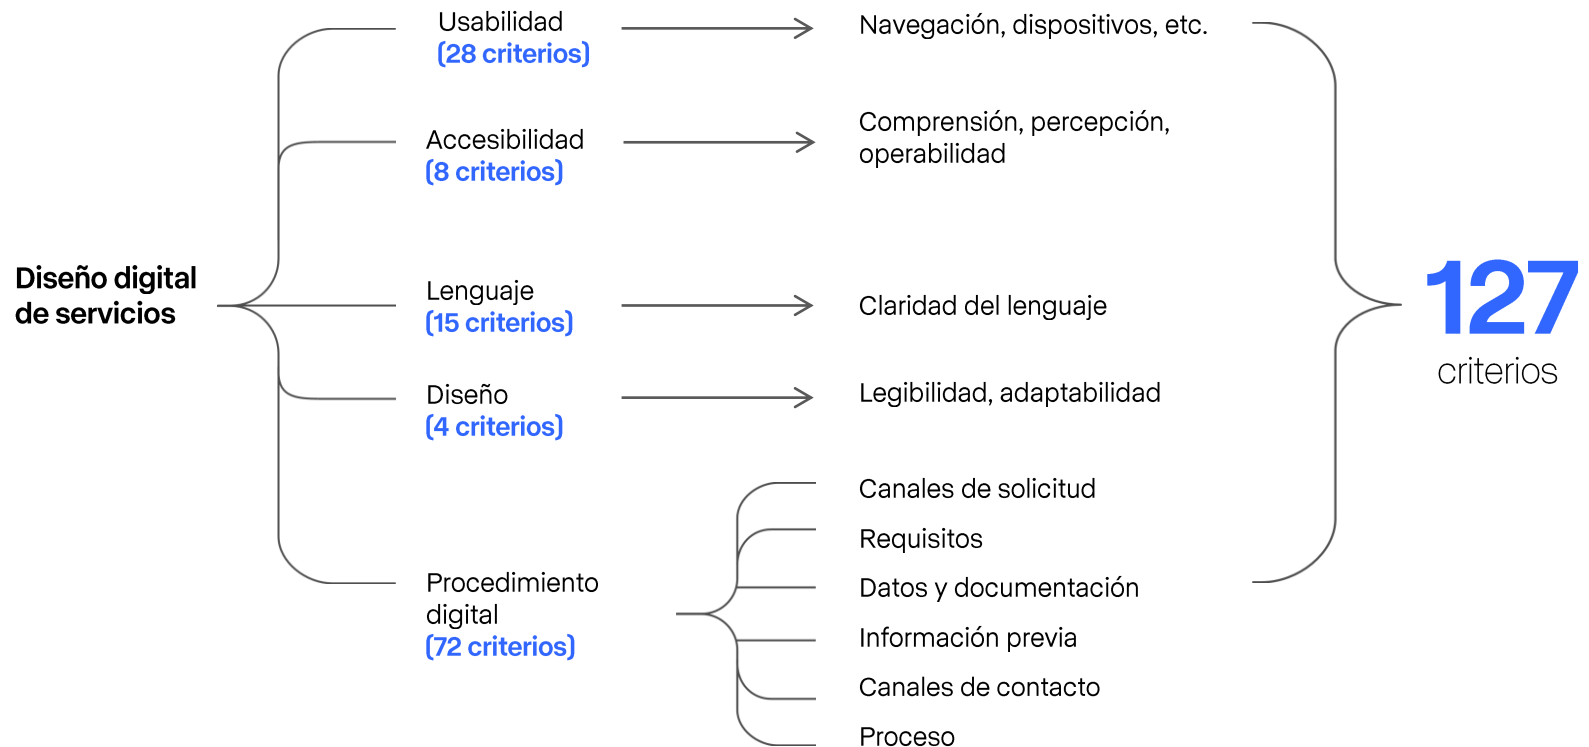 Diseño digital
de servicios
Usabilidad
(28 criterios)
Navegación, dispositivos, etc.
Accesibilidad
(8 criterios)
Comprensión, percepción,
operabilidad
Lenguaje
(15 criterios)
Claridad del lenguaje
Diseño
(4 criterios)
Legibilidad, adaptabilidad
Procedimiento
digital
(72 criterios)
Canales de solicitud
Requisitos
Datos y documentación
Información previa
Canales de contacto
Proceso
127
criterios